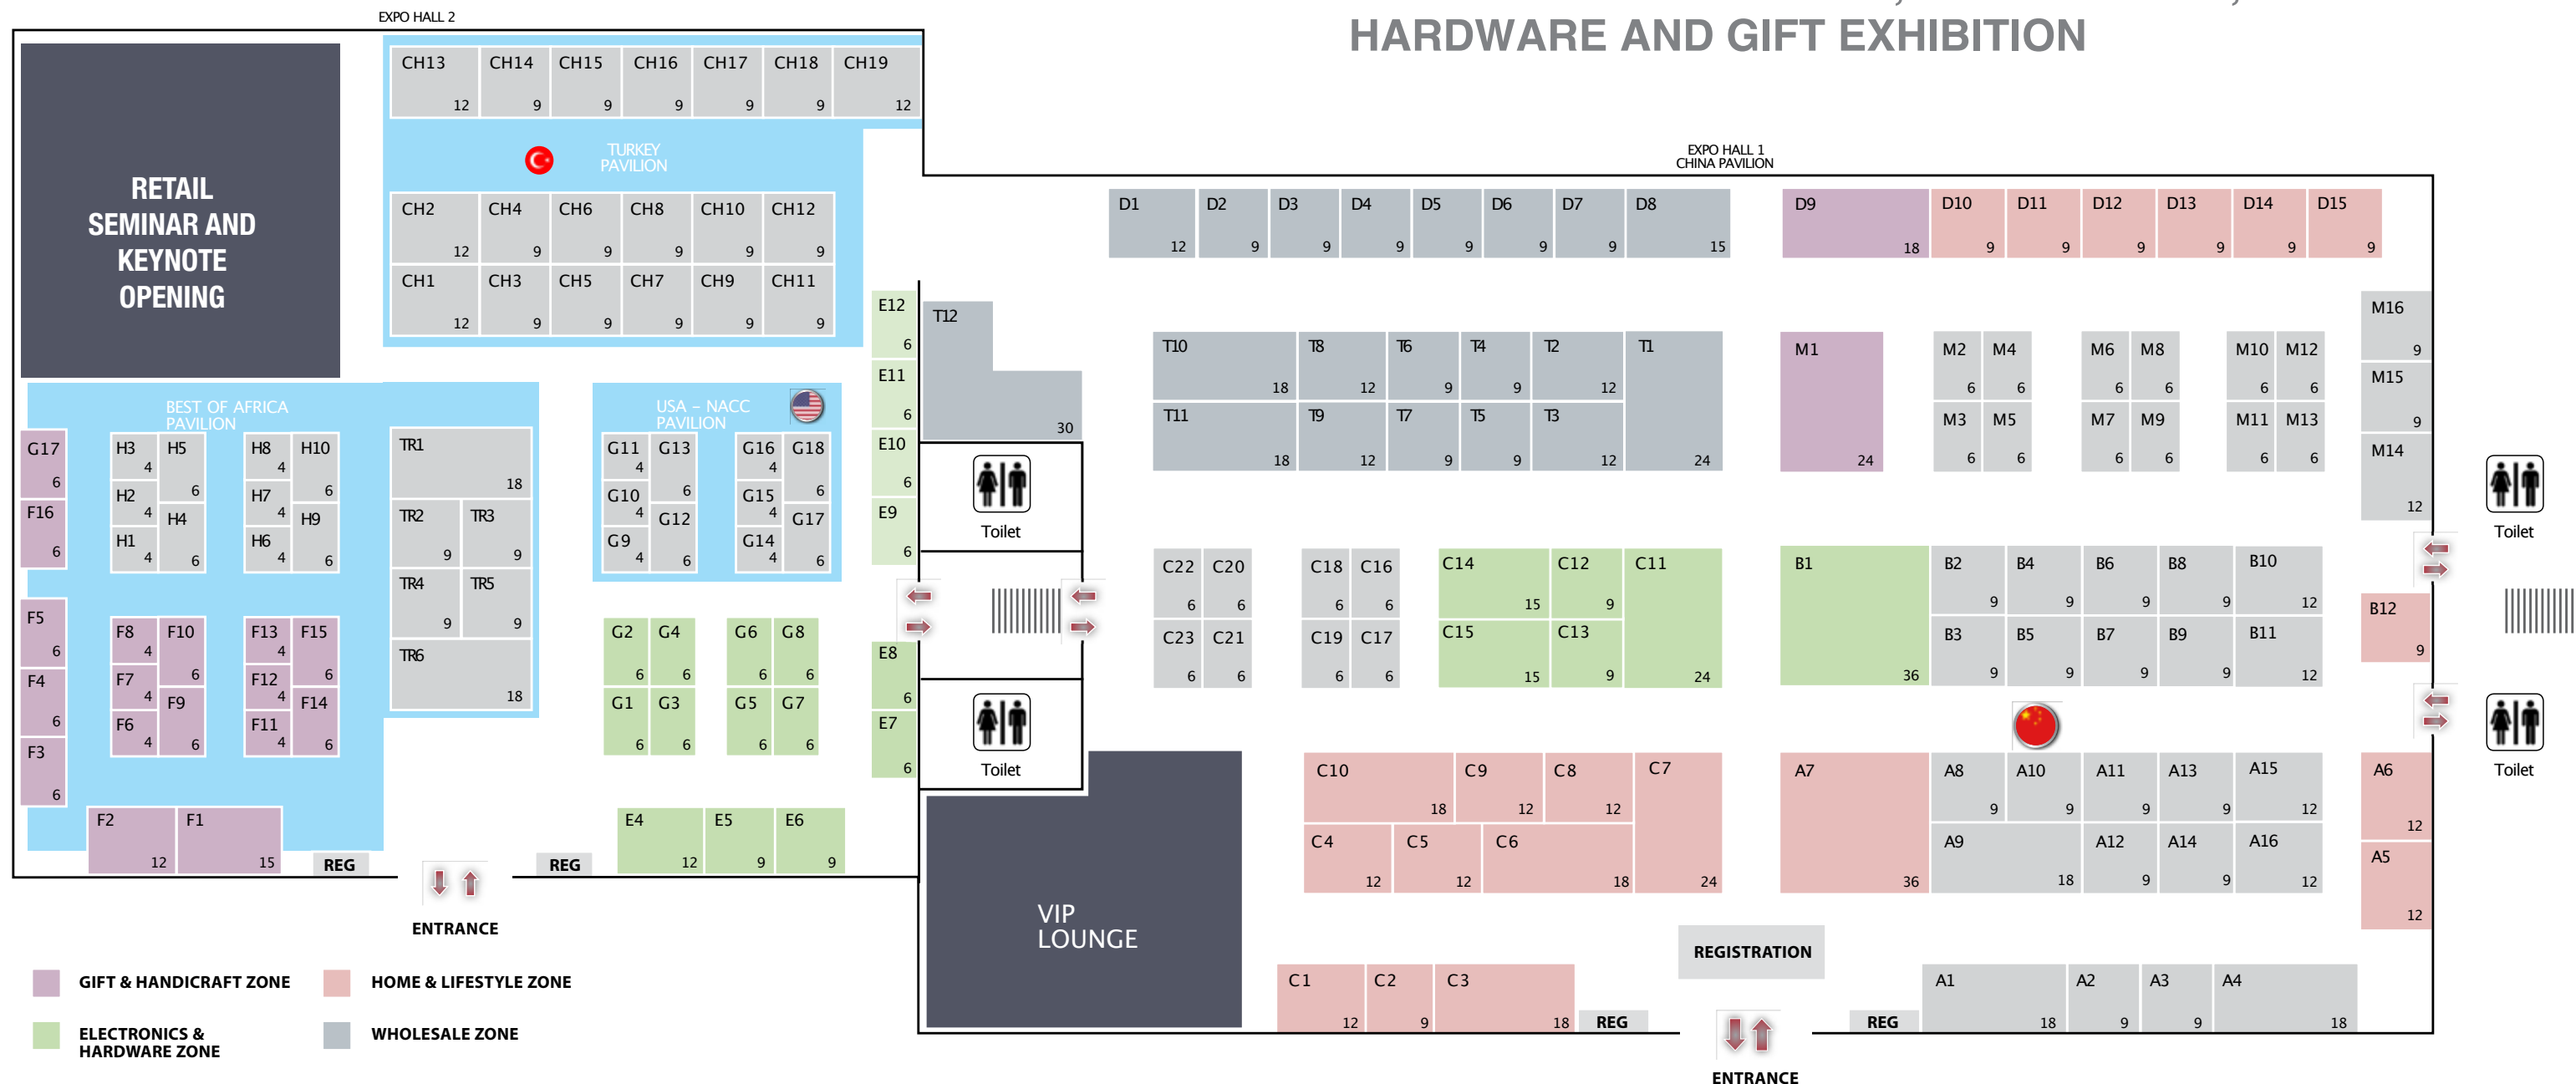 HARDWARE AND GIFT EXHIBITION
EXPO HALL 2
RETAIL
SEMINAR AND
KEYNOTE
OPENING
CH13 CH14 CH15 CH16 CH17 CH18 CH19
12 9 9 9 9 9 12
TURKEY
PAVILION
CH2 CH4 CH6 CH8 CH10 CH12
12 9 9 9 9 9
CH1 CH3 CH5 CH7 CH9 CH11
12 9 9 9 9 9
BEST OF AFRICA
PAVILION
G17
6
F16
6
H3 H5 H8 H10
4 4
6 6
H2 H7
4 4
H4 H9
H1 H6
4 6 4 6
TR1
18
TR2 TR3
9 9
TR4 TR5
9 9
TR6
18
USA – NACC
PAVILION
G11 G13 G16 G18
4 4
6 6
G10 G15
4 4
G12 G17
G9 G14
4 6 4 6
F5
6
F4
6
F3
6
F8 F10 F13 F15
4 4
6 6
F7 F12
4 4
F9 F14
F6 F11
4 6 4 6
G2 G4 G6 G8
6 6 6 6
G1 G3 G5 G7
6 6 6 6
F2 F1
12 15
REG
REG
E4 E5 E6
12 9 9
E12
6
E11
6
E10
6
E9
6
E8
6
E7
6
ENTRANCE
T12
30
Toilet
Toilet
VIP
LOUNGE
EXPO HALL 1
CHINA PAVILION
D1 D2 D3 D4 D5 D6 D7 D8 D9 D10 D11 D12 D13 D14 D15
12 9 9 9 9 9 9 15 18 9 9 9 9 9 9
T10 T8 T6 T4 T2 T1
18 12 9 9 12
T11 T9 T7 T5 T3
18 12 9 9 12 24
M1
24
M2 M4 M6 M8 M10 M12
6 6 6 6 6 6
M3 M5 M7 M9 M11 M13
6 6 6 6 6 6
M16
9
M15
9
M14
12
Toilet
C22 C20 C18 C16 C14 C12 C11
6 6 6 6 15 9
C23 C21 C19 C17 C15 C13
6 6 6 6 15 9 24
B1 B2 B4 B6 B8 B10
9 9 9 9 12
B3 B5 B7 B9 B11
36 9 9 9 9 12
B12
9
Toilet
C10 C9 C8 C7
18 12 12
C4 C5 C6
12 12 18 24
A7 A8 A10 A11 A13 A15
9 9 9 9 12
A9 A12 A14 A16
36 18 9 9 12
A6
12
A5
12
REGISTRATION
C1 C2 C3
12 9 18
REG
REG
A1 A2 A3 A4
18 9 9 18
ENTRANCE
GIFT & HANDICRAFT ZONE
HOME & LIFESTYLE ZONE
ELECTRONICS &
HARDWARE ZONE
WHOLESALE ZONE